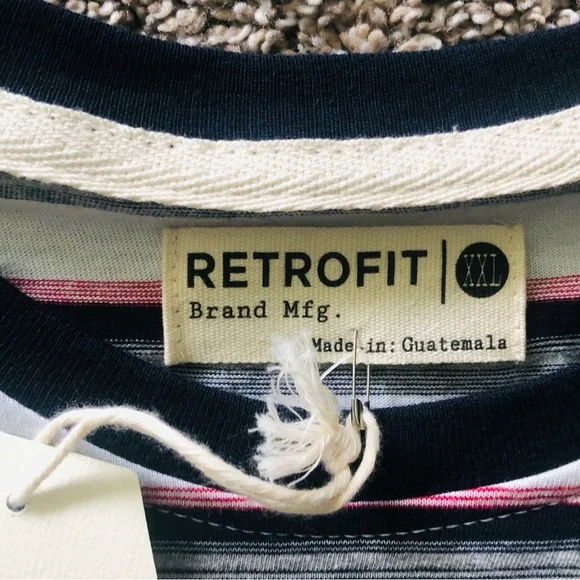 RETROFIT | XXL
Brand Mfg.
Made in: Guatemala